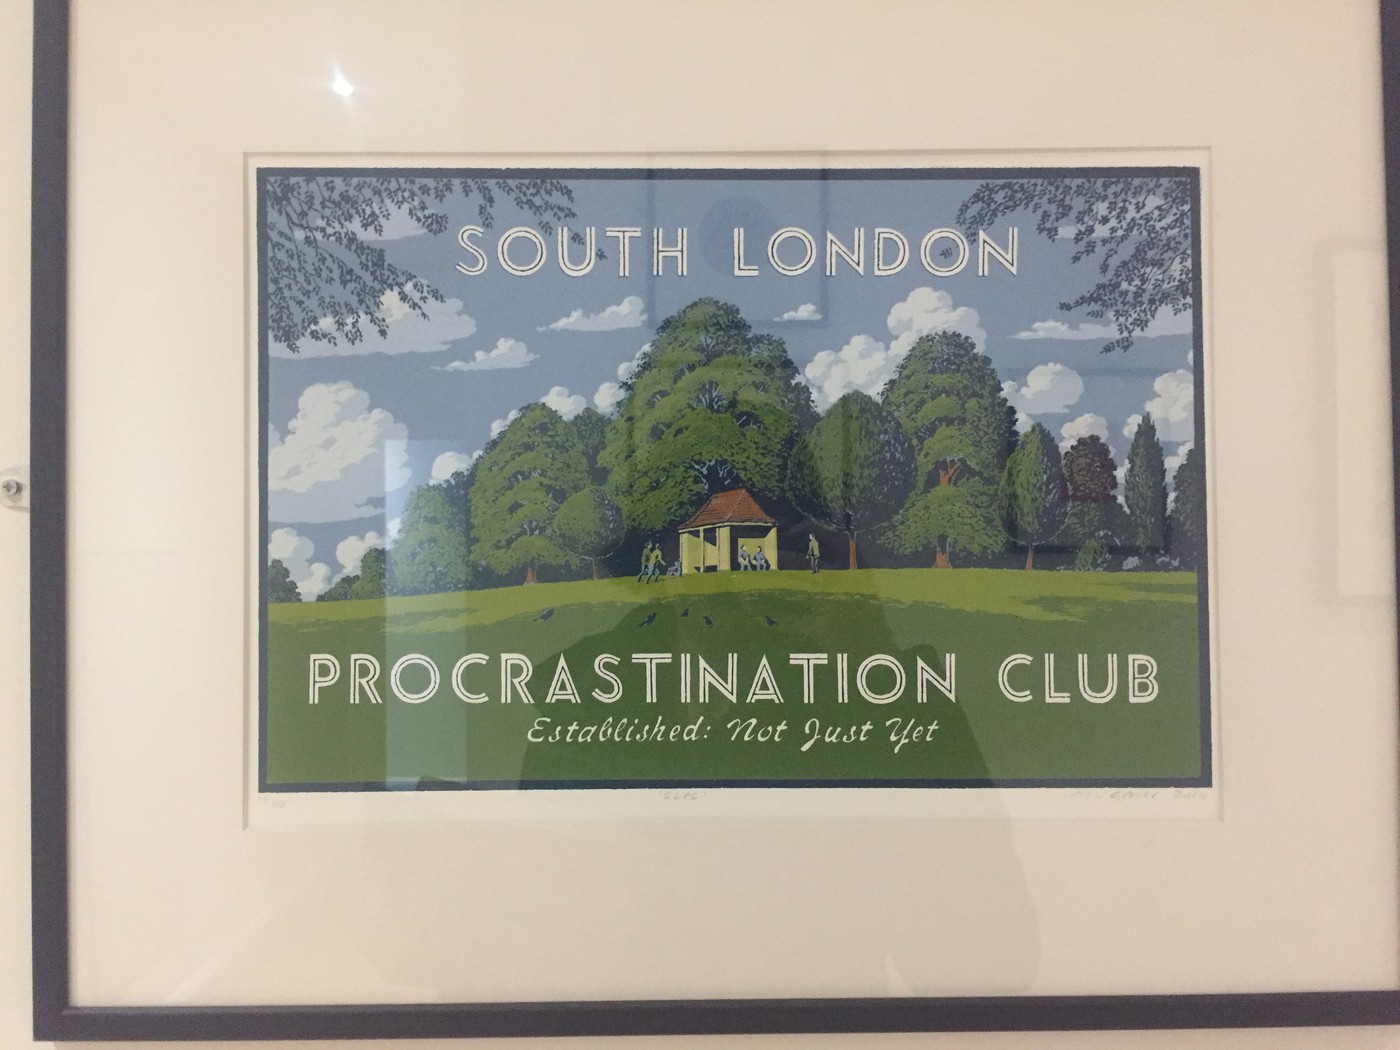 SOUTH LONDON
PROCRASTINATION CLUB
Established: Not Just Yet